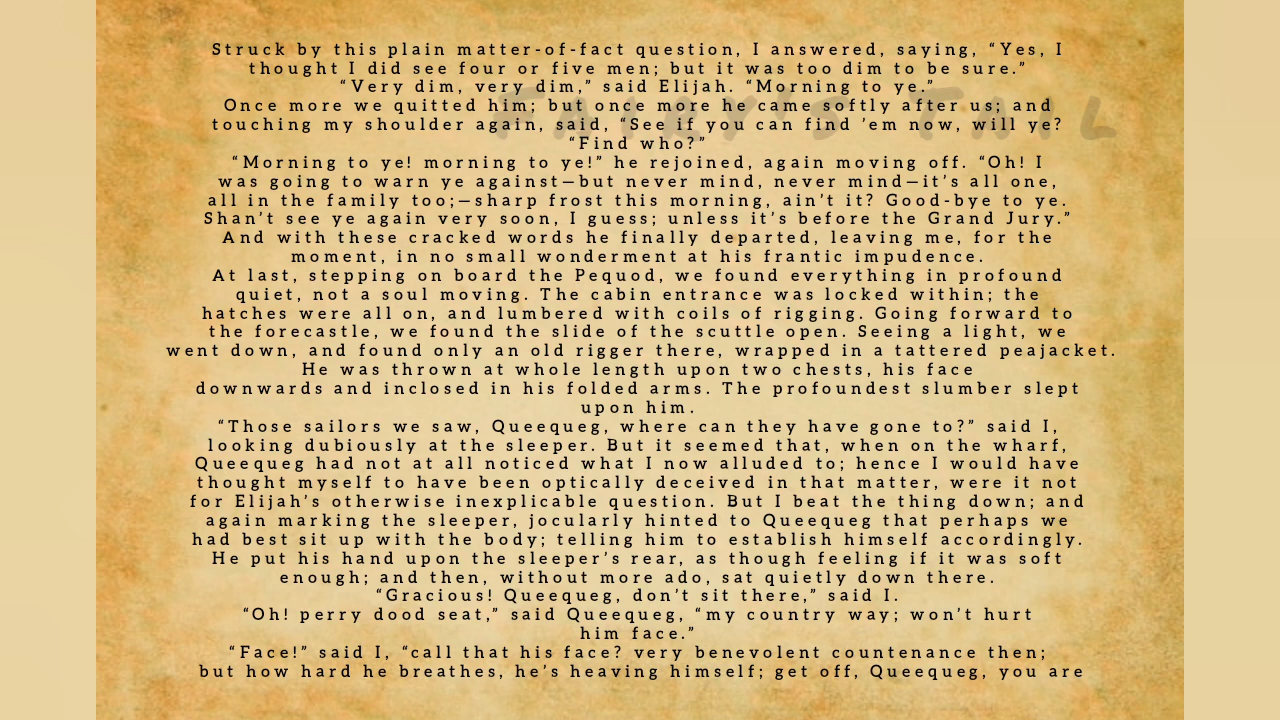 Struck by this plain matter-of-fact question, I answered, saying, “Yes, I
thought I did see four or five men; but it was too dim to be sure.”
“Very dim, very dim,” said Elijah. “Morning to ye.”
Once more we quitted him; but once more he came softly after us; and
touching my shoulder again, said, “See if you can find ’em now, will ye?
“Find who?”
“Morning to ye! morning to ye!” he rejoined, again moving off. “Oh! I
was going to warn ye against—but never mind, never mind—it’s all one,
all in the family too;—sharp frost this morning, ain’t it? Good-bye to ye.
Shan’t see ye again very soon, I guess; unless it’s before the Grand Jury.”
And with these cracked words he finally departed, leaving me, for the
moment, in no small wonderment at his frantic impudence.
At last, stepping on board the Pequod, we found everything in profound
quiet, not a soul moving. The cabin entrance was locked within; the
hatches were all on, and lumbered with coils of rigging. Going forward to
the forecastle, we found the slide of the scuttle open. Seeing a light, we
went down, and found only an old rigger there, wrapped in a tattered peajacket.
He was thrown at whole length upon two chests, his face
downwards and inclosed in his folded arms. The profoundest slumber slept
upon him.
“Those sailors we saw, Queequeg, where can they have gone to?” said I,
looking dubiously at the sleeper. But it seemed that, when on the wharf,
Queequeg had not at all noticed what I now alluded to; hence I would have
thought myself to have been optically deceived in that matter, were it not
for Elijah’s otherwise inexplicable question. But I beat the thing down; and
again marking the sleeper, jocularly hinted to Queequeg that perhaps we
had best sit up with the body; telling him to establish himself accordingly.
He put his hand upon the sleeper’s rear, as though feeling if it was soft
enough; and then, without more ado, sat quietly down there.
“Gracious! Queequeg, don’t sit there,” said I.
“Oh! perry dood seat,” said Queequeg, “my country way; won’t hurt
him face.”
“Face!” said I, “call that his face? very benevolent countenance then;
but how hard he breathes, he’s heaving himself; get off, Queequeg, you are